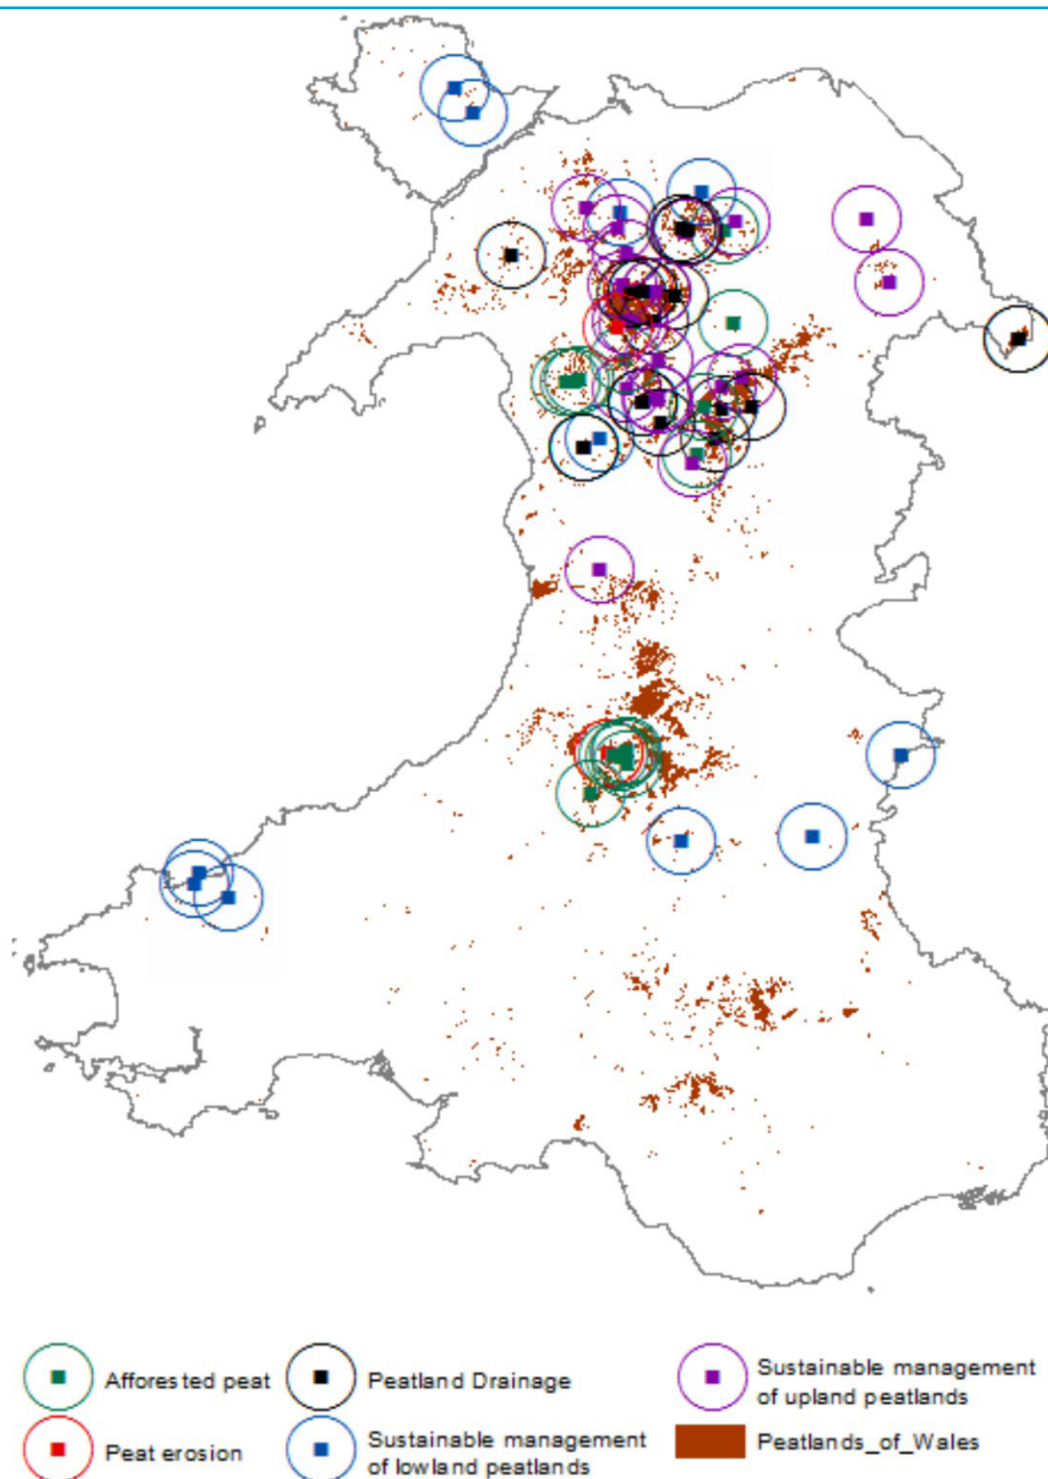 Afforested peat
Peatland Drainage
Sustainable management
of upland peatlands
Peat erosion
Sustainable management
of lowland peatlands
Peatlands_of_Wales